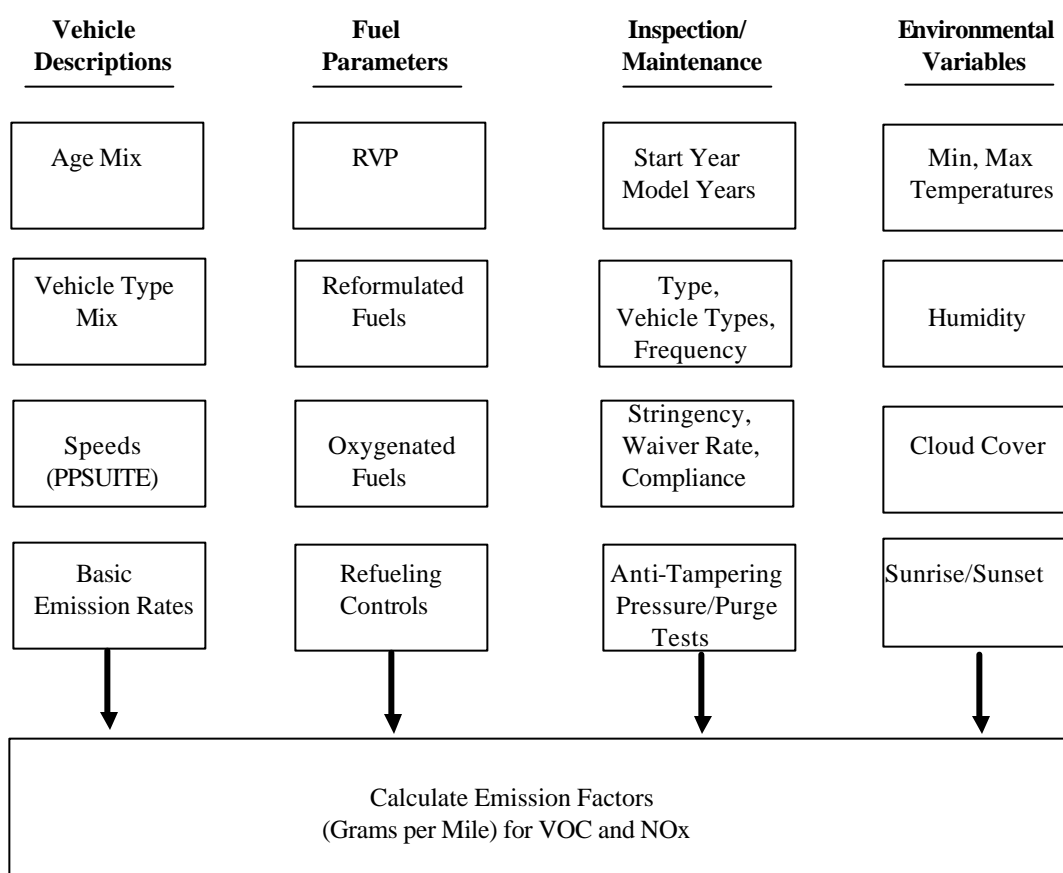 Vehicle
Descriptions
Fuel
Parameters
Inspection/
Maintenance
Environmental
Variables
Age Mix
RVP
Start Year
Model Years
Min, Max
Temperatures
Vehicle Type
Mix
Reformulated
Fuels
Type,
Vehicle Types,
Frequency
Humidity
Speeds
(PPSUITE)
Oxygenated
Fuels
Stringency,
Waiver Rate,
Compliance
Cloud Cover
Basic
Emission Rates
Refueling
Controls
Anti-Tampering
Pressure/Purge
Tests
Sunrise/Sunset
Calculate Emission Factors
(Grams per Mile) for VOC and NOx